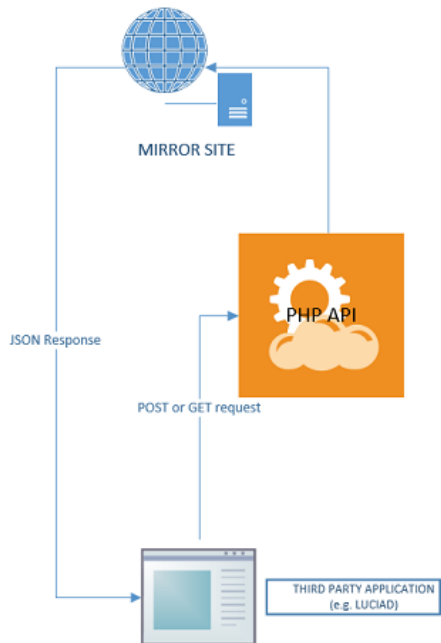 MIRROR SITE
PHP API
JSON Response
POST or GET request
THIRD PARTY APPLICATION
(e.g. LUCIAD)